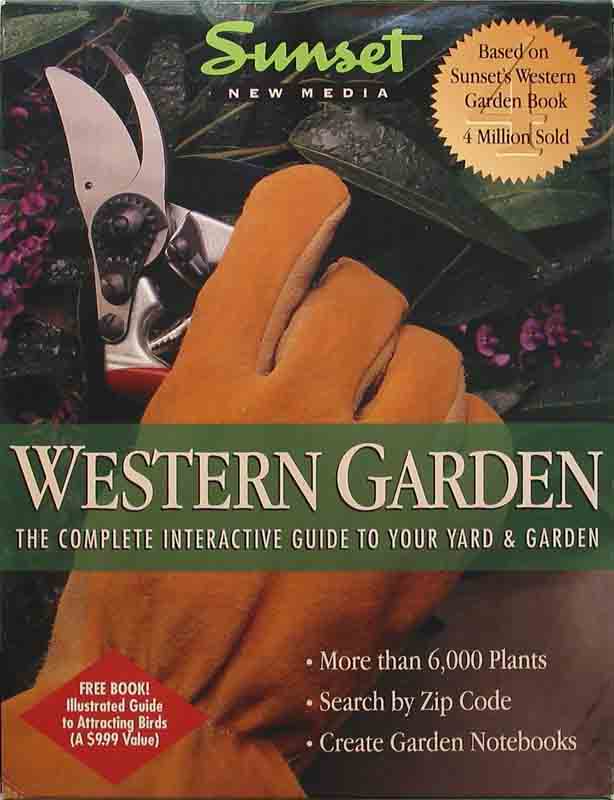 Sunset
NEW MEDIA
4
Based on
Sunset's Western
Garden Book
4 Million Sold
WESTERN GARDEN
THE COMPLETE INTERACTIVE GUIDE TO YOUR YARD & GARDEN
• More than 6,000 Plants
• Search by Zip Code
• Create Garden Notebooks
FREE BOOK!
Illustrated Guide
to Attracting Birds
(A $9.99 Value)